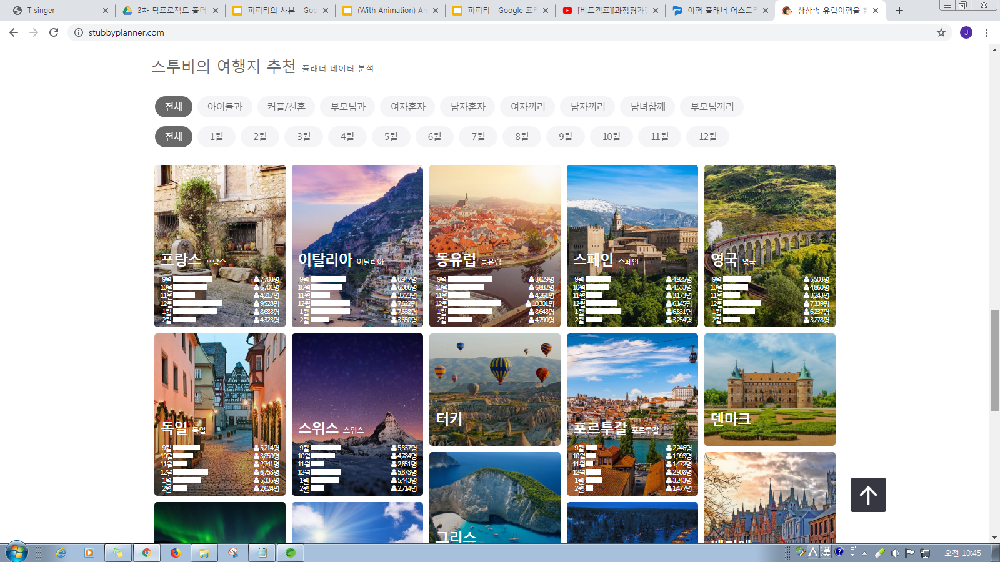 T singer
3차 팀프로젝트 폴더
피피티의 사본 - Goo
(With Animation) An
피피티 - Google 프레
[비트캠프][과정평가형
여행 플래너 어스토리
상상속 유럽여행을 현
stubbyplanner.com
J
스투비의 여행지 추천 플래너 데이터 분석
전체 아이들과 커플/신혼 부모님과 여자혼자 남자혼자 여자끼리 남자끼리 남녀함께 부모님끼리
전체 1월 2월 3월 4월 5월 6월 7월 8월 9월 10월 11월 12월
프랑스 프랑스
9월 7,703명
10월 6,701명
11월 4,217명
12월 9,528명
1월 8,683명
2월 4,323명
이탈리아 이탈리아
9월 6,947명
10월 6,086명
11월 3,723명
12월 7,622명
1월 7,698명
2월 3,650명
동유럽 동유럽
9월 8,629명
10월 6,882명
11월 4,261명
12월 10,301명
1월 8,648명
2월 4,790명
스페인 스페인
9월 4,925명
10월 4,533명
11월 3,173명
12월 6,145명
1월 6,831명
2월 3,254명
영국 영국
9월 5,508명
10월 4,860명
11월 3,243명
12월 7,339명
1월 6,237명
2월 3,278명
독일 독일
9월 5,214명
10월 3,850명
11월 2,741명
12월 6,753명
1월 5,335명
2월 2,624명
스위스 스위스
9월 5,837명
10월 4,784명
11월 2,651명
12월 5,873명
1월 5,443명
2월 2,714명
터키
포르투갈 포르투갈
9월 2,246명
10월 1,993명
11월 1,472명
12월 2,908명
1월 3,243명
2월 1,477명
덴마크
그리스
A 漢
오전 10:45